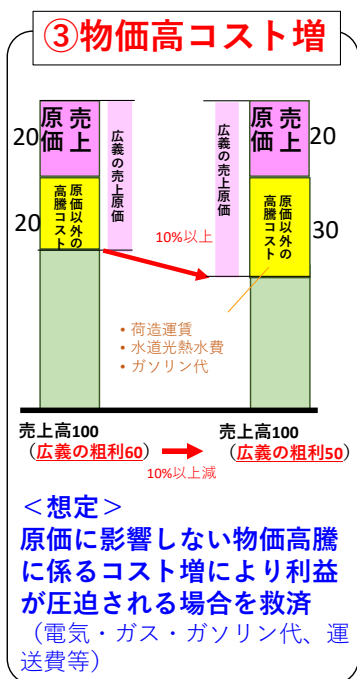 ③物価高コスト増
売上
原価
20
広義の売上原価
原価以外の
高騰コスト
20
10%以上
広義の売上原価
売上
原価
20
原価以外の
高騰コスト
30
• 荷造運賃
• 水道光熱水費
• ガソリン代
売上高100
（広義の粗利60）
10%以上減
売上高100
（広義の粗利50）
＜想定＞
原価に影響しない物価高騰
に係るコスト増により利益
が圧迫される場合を救済
（電気・ガス・ガソリン代、運
送費等）